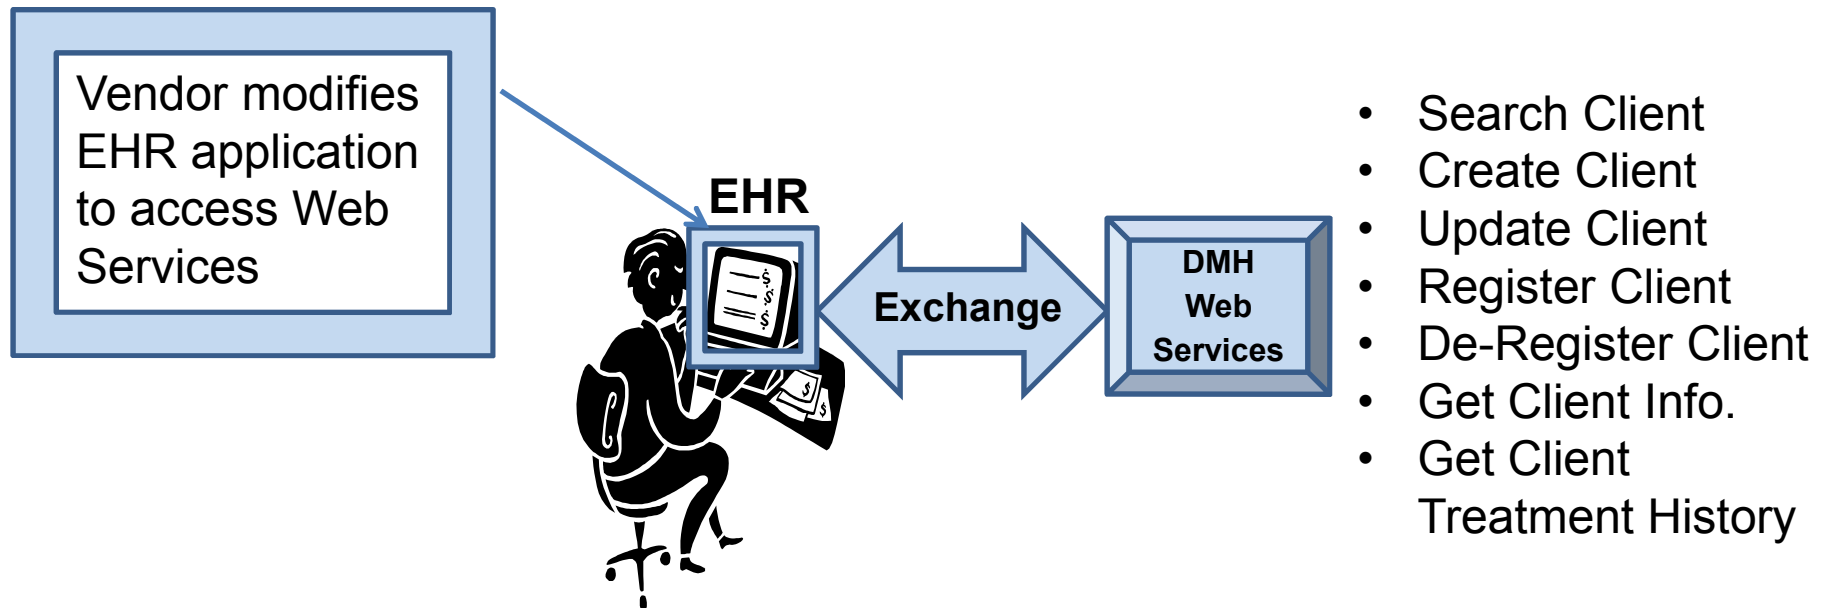 Vendor modifies
EHR application
to access Web
Services
EHR
$
$
$
$
$
Exchange
DMH
Web
Services
• Search Client
• Create Client
• Update Client
• Register Client
• De-Register Client
• Get Client Info.
• Get Client
Treatment History